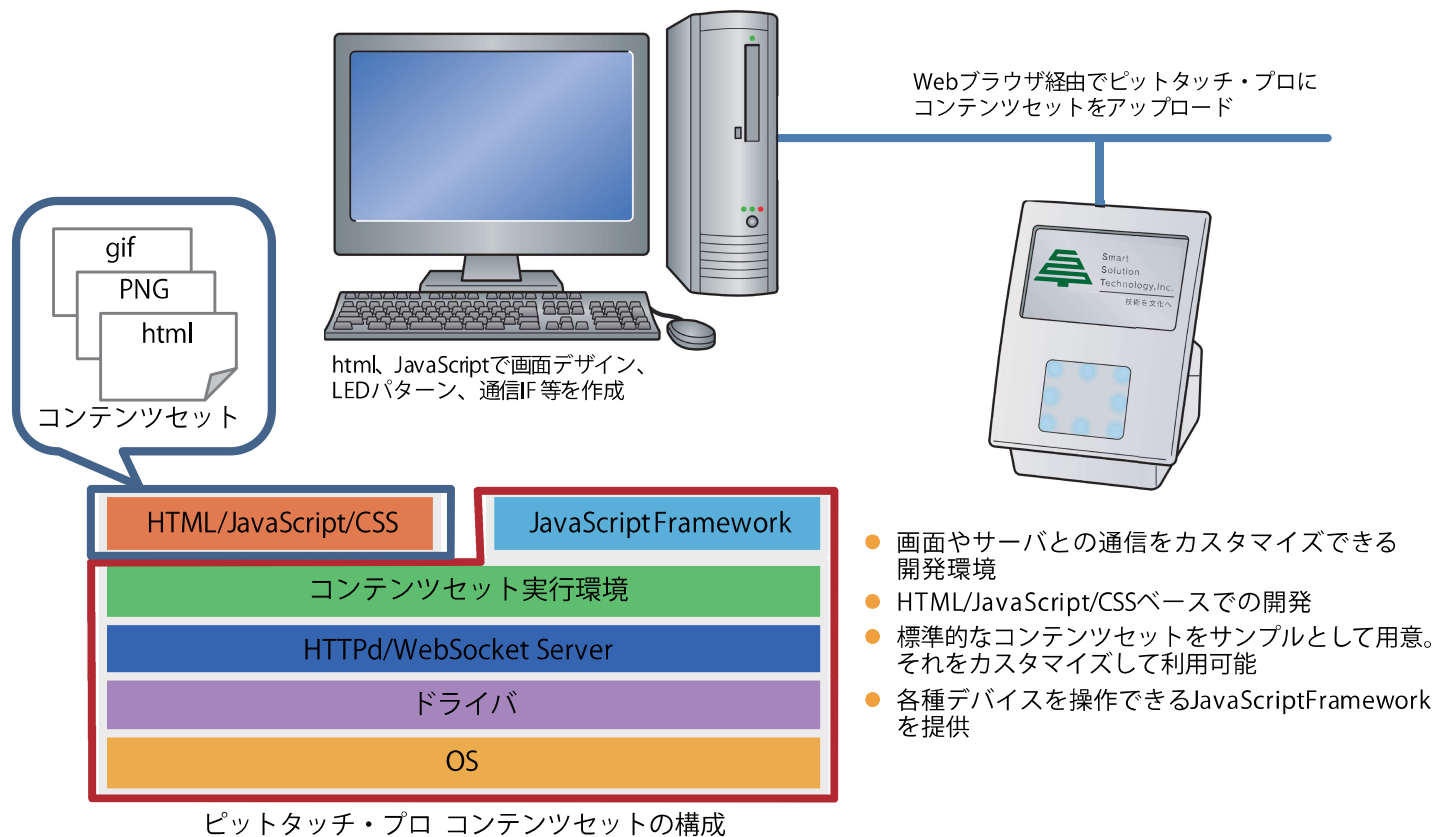 Webブラウザ経由でピットタッチ・プロに
コンテンツセットをアップロード
Smart
Solution
Technology,Inc.
技術を文化へ
gif
PNG
html
コンテンツセット
html、JavaScriptで画面デザイン、
LEDパターン、通信IF等を作成
HTML/JavaScript/CSS
JavaScript Framework
コンテンツセット実行環境
HTTPd/WebSocket Server
ドライバ
OS
ピットタッチ・プロ コンテンツセットの構成
● 画面やサーバとの通信をカスタマイズできる
開発環境
● HTML/JavaScript/CSSベースでの開発
● 標準的なコンテンツセットをサンプルとして用意。
それをカスタマイズして利用可能
● 各種デバイスを操作できるJavaScriptFramework
を提供